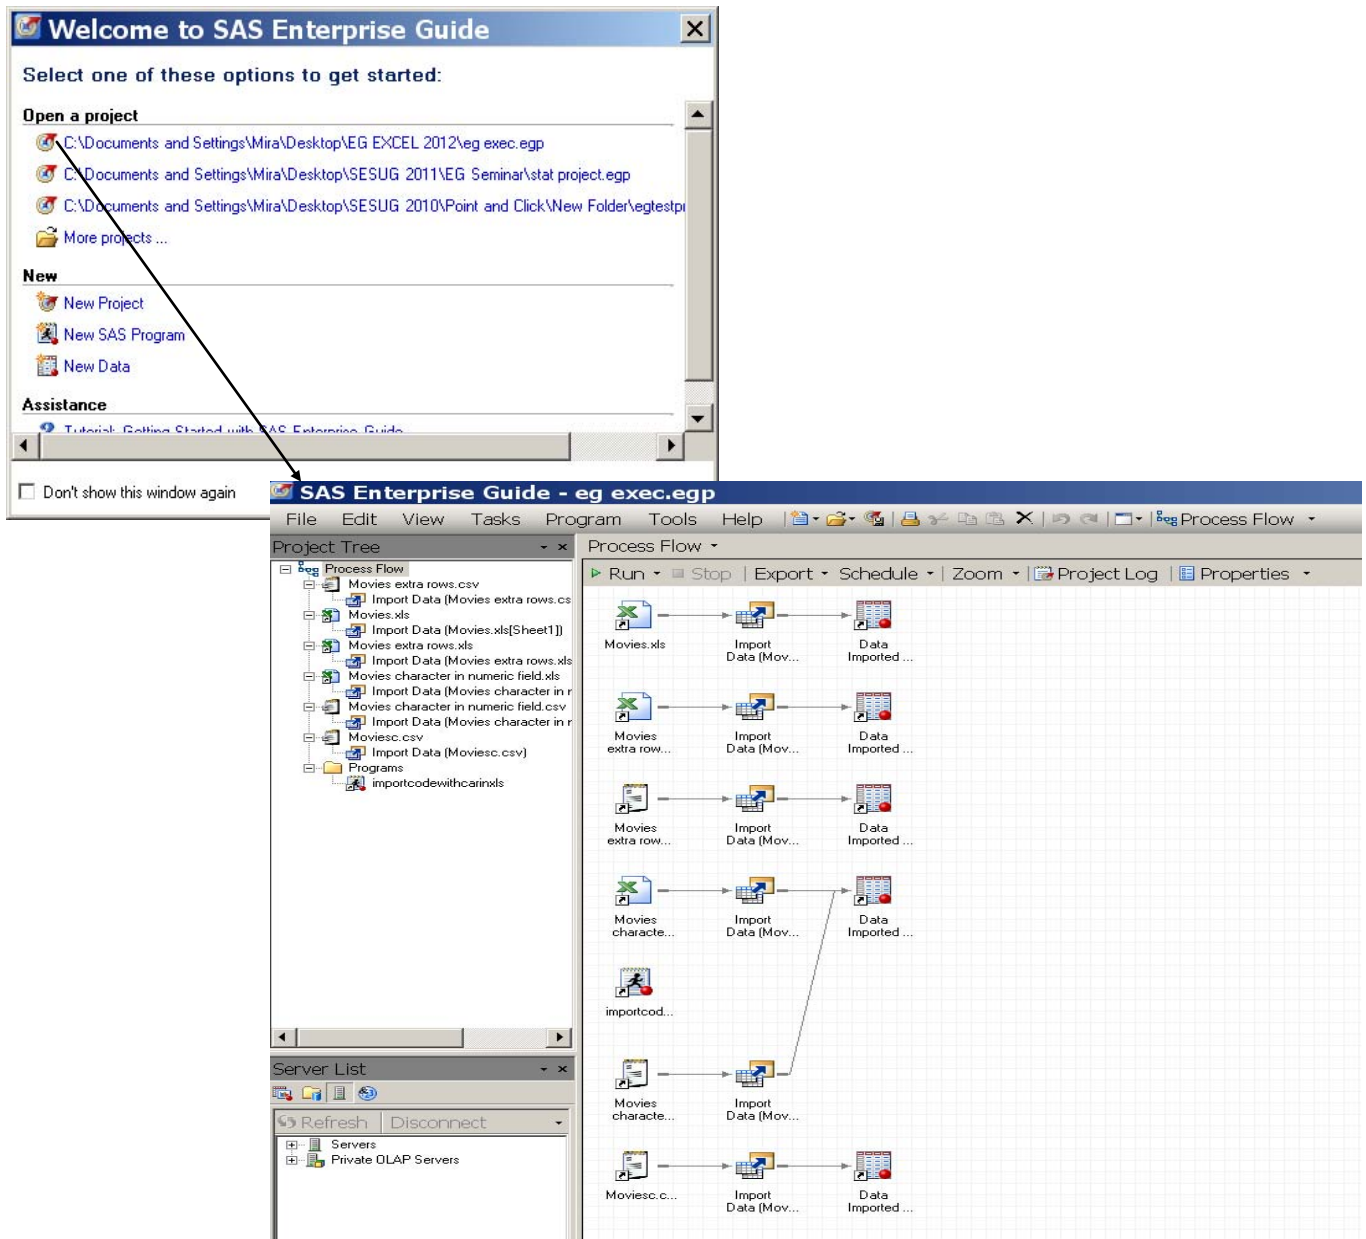 Welcome to SAS Enterprise Guide
Select one of these options to get started:
Open a project
C:\Documents and Settings\Mira\Desktop\EG EXCEL 2012\eg exec.egp
C:\Documents and Settings\Mira\Desktop\SESUG 2011\EG Seminar\stat project.egp
C:\Documents and Settings\Mira\Desktop\SESUG 2010\Point and Click\New Folder\egtestpr
More projects ...
New
New Project
New SAS Program
New Data
Assistance
Tutorial: Getting Started with SAS Enterprise Guide
Don't show this window again
SAS Enterprise Guide - eg exec.egp
File Edit View Tasks Program Tools Help Process Flow
Project Tree
Process Flow
Movies extra rows.csv
Import Data (Movies extra rows.cs
Movies.xls
Import Data (Movies.xls[Sheet1])
Movies extra rows.xls
Import Data (Movies extra rows.xls
Movies character in numeric field.xls
Import Data (Movies character in r
Movies character in numeric field.csv
Import Data (Movies character in r
Moviesc.csv
Import Data (Moviesc.csv)
Programs
importcodewithcarinxls
Server List
Refresh Disconnect
Servers
Private OLAP Servers
Process Flow
Run Stop Export Schedule Zoom Project Log Properties
Movies.xls
Import
Data (Mov...
Data
Imported ...
Movies
extra row...
Import
Data (Mov...
Data
Imported ...
Movies
extra row...
Import
Data (Mov...
Data
Imported ...
Movies
characte...
Import
Data (Mov...
Data
Imported ...
importcod...
Movies
characte...
Import
Data (Mov...
Moviesc.c...
Import
Data (Mov...
Data
Imported ...